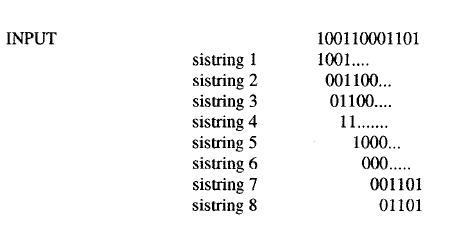 INPUT 100110001101
sistring 1 1001....
sistring 2 001100...
sistring 3 01100....
sistring 4 11.......
sistring 5 1000...
sistring 6 000.....
sistring 7 001101
sistring 8 01101